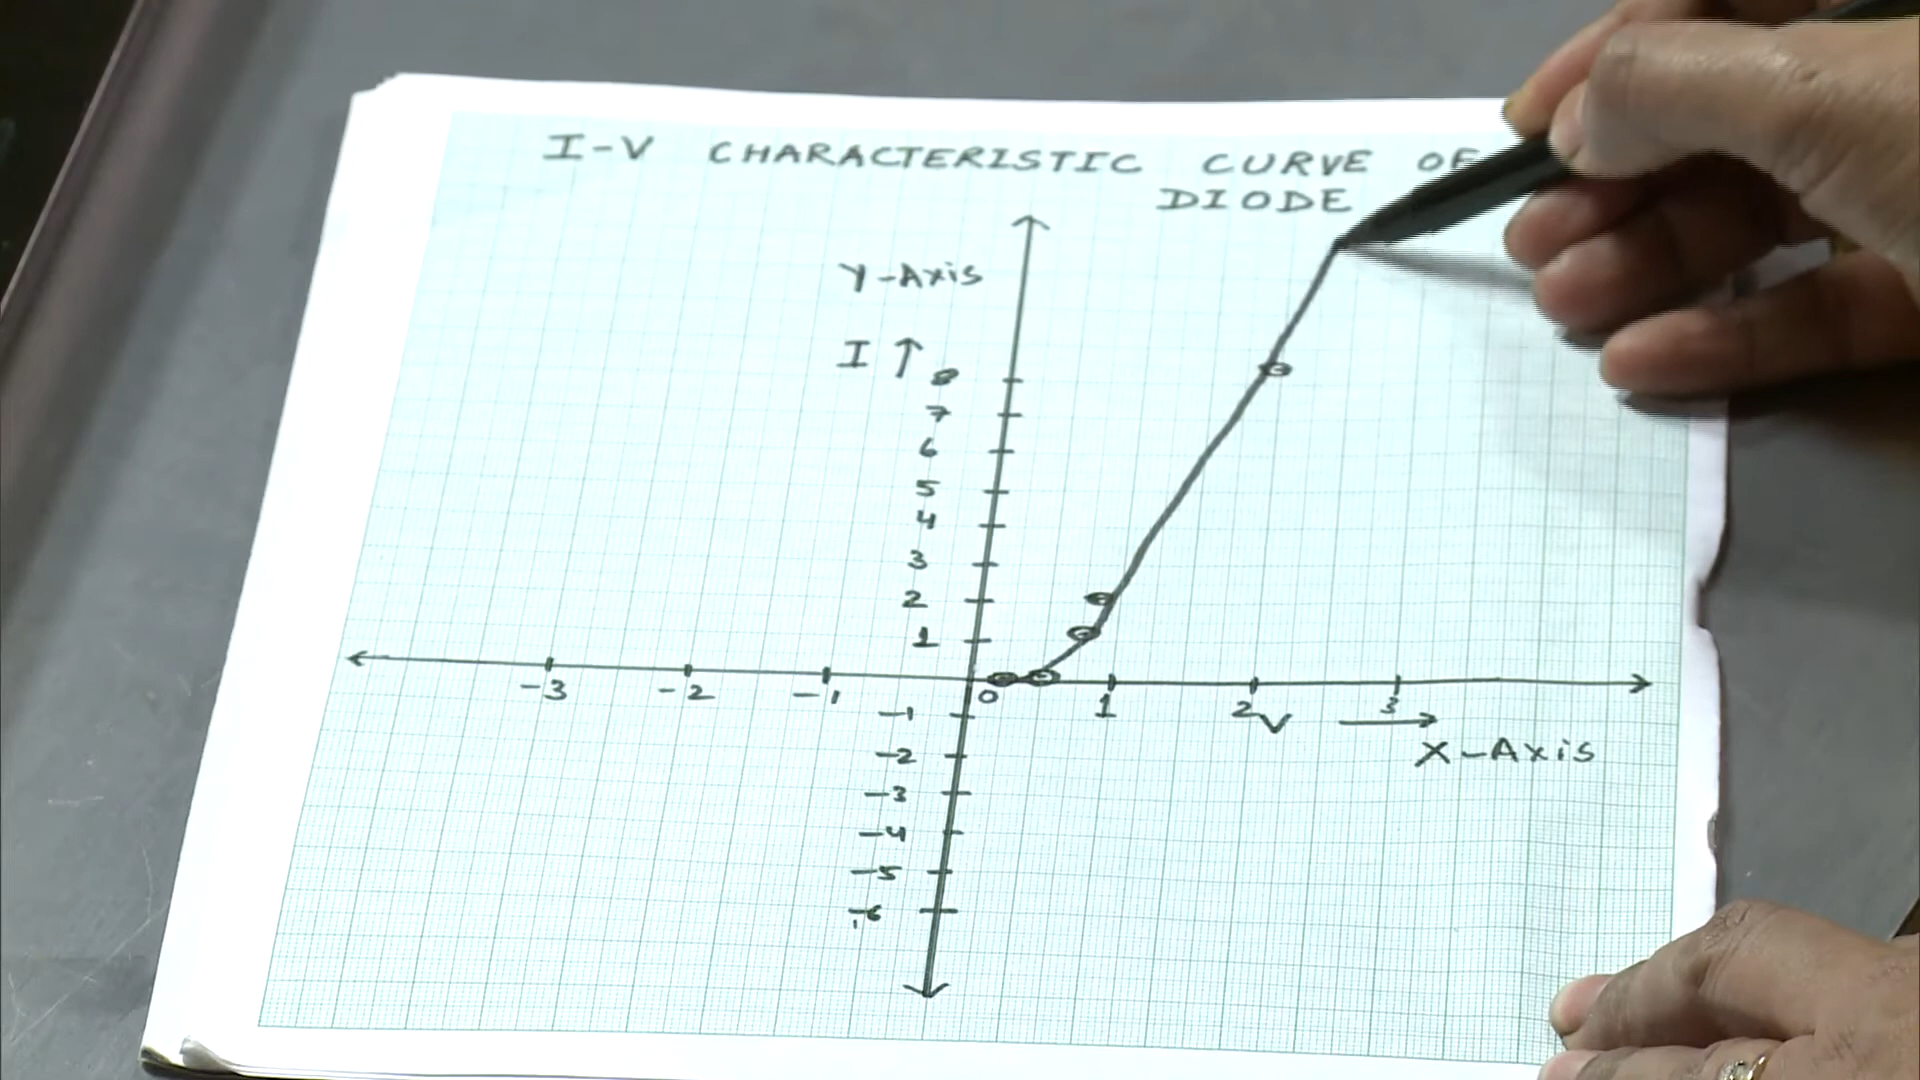 I-V CHARACTERISTIC CURVE OF
DIODE
Y-Axis
I ↑
8
7
6
5
4
3
2
1
-3 -2 -1 0 1 2 3
V →
X-Axis
-1
-2
-3
-4
-5
-6